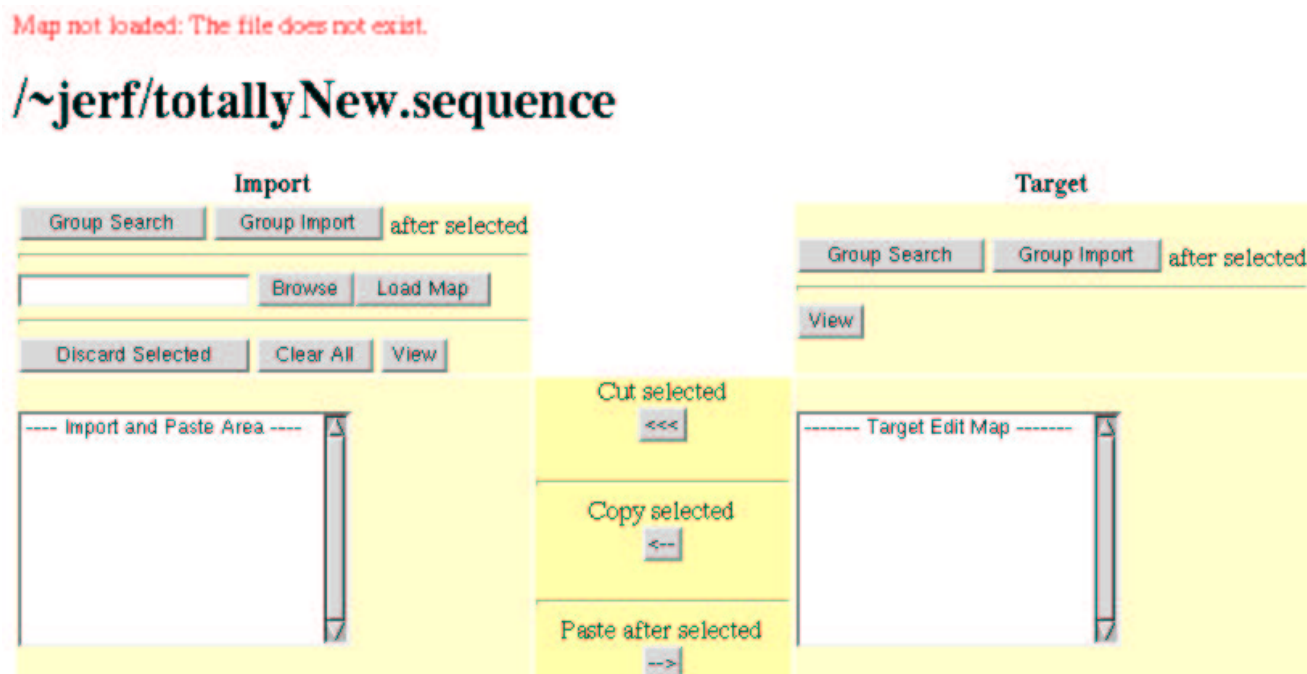 Map not loaded: The file does not exist.
/~jerf/totallyNew.sequence
Import
Target
Group Search Group Import after selected
Group Search Group Import after selected
Browse Load Map
View
Discard Selected Clear All View
Cut selected
<<<
---- Import and Paste Area ----
------- Target Edit Map -------
Copy selected
<--
Paste after selected
-->